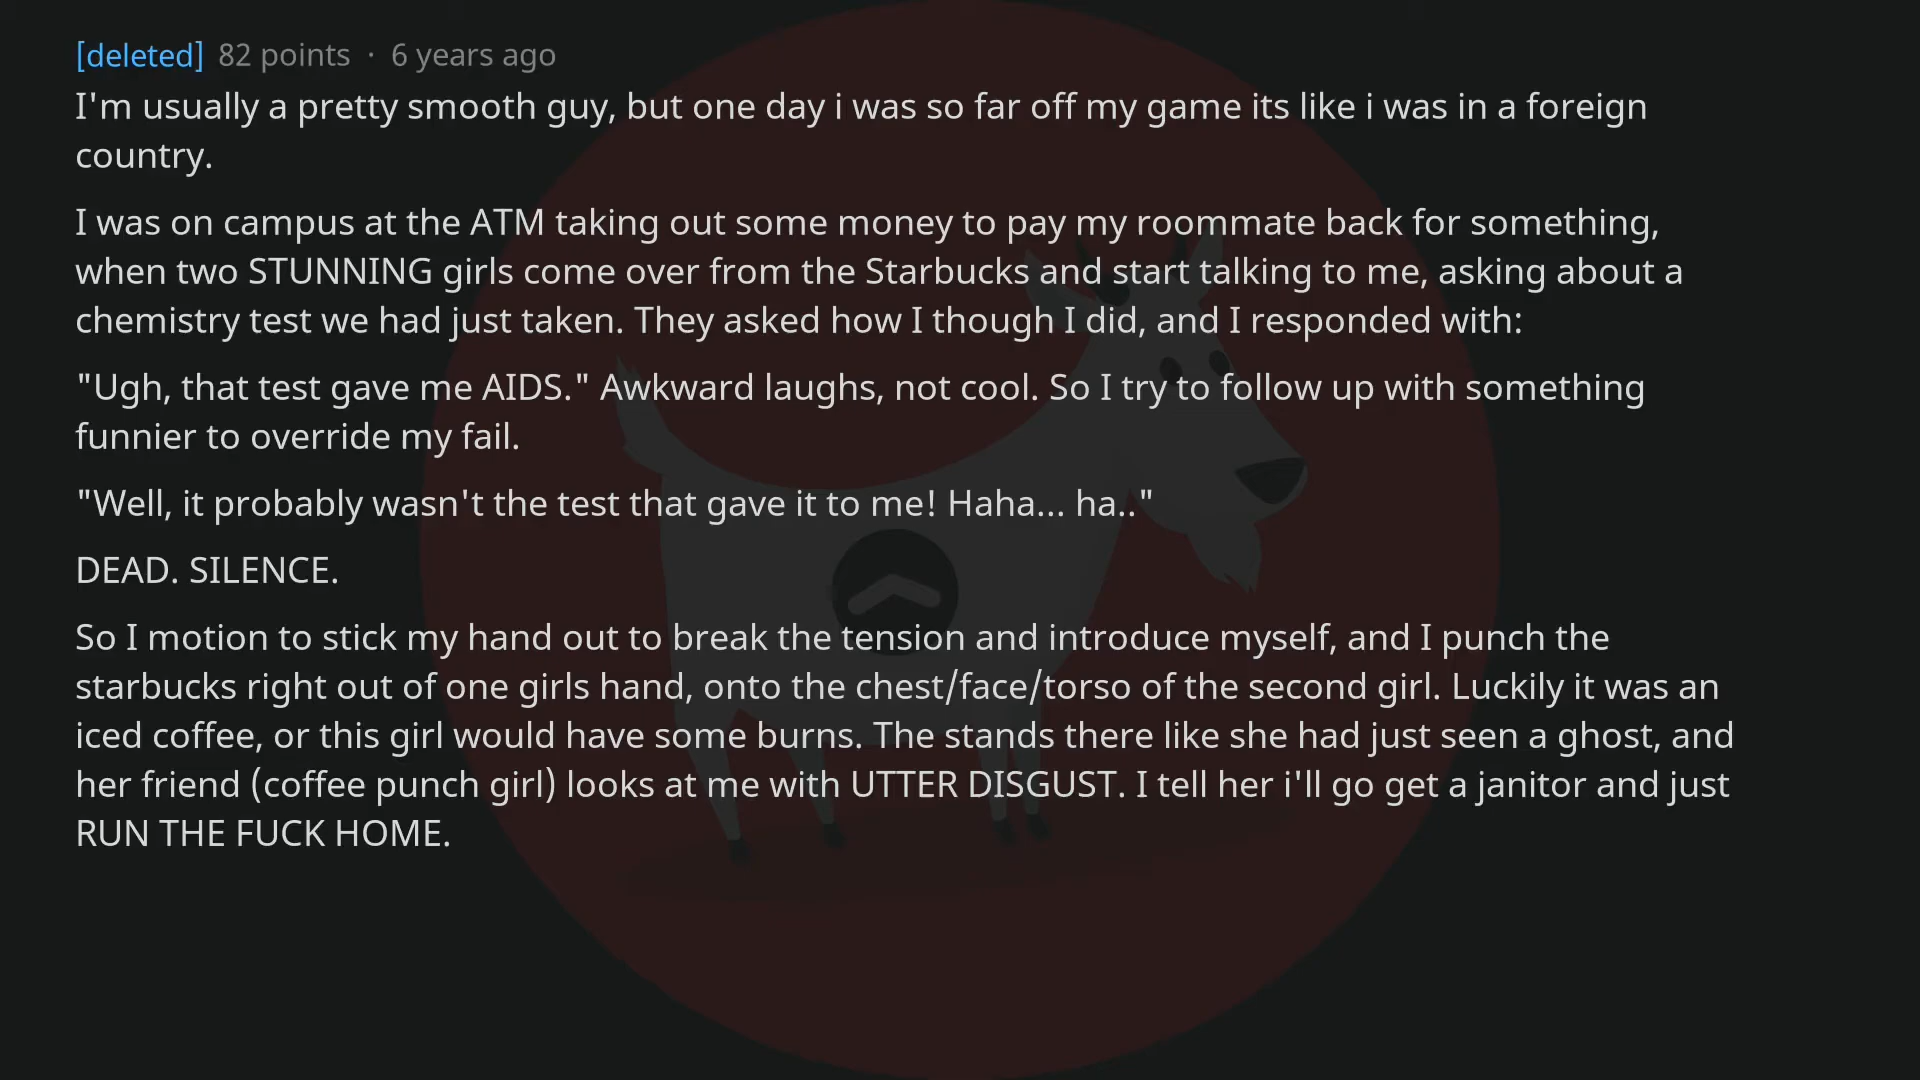 [deleted] 82 points · 6 years ago
I'm usually a pretty smooth guy, but one day i was so far off my game its like i was in a foreign
country.
I was on campus at the ATM taking out some money to pay my roommate back for something,
when two STUNNING girls come over from the Starbucks and start talking to me, asking about a
chemistry test we had just taken. They asked how I though I did, and I responded with:
"Ugh, that test gave me AIDS." Awkward laughs, not cool. So I try to follow up with something
funnier to override my fail.
"Well, it probably wasn't the test that gave it to me! Haha... ha.."
DEAD. SILENCE.
So I motion to stick my hand out to break the tension and introduce myself, and I punch the
starbucks right out of one girls hand, onto the chest/face/torso of the second girl. Luckily it was an
iced coffee, or this girl would have some burns. The stands there like she had just seen a ghost, and
her friend (coffee punch girl) looks at me with UTTER DISGUST. I tell her i'll go get a janitor and just
RUN THE FUCK HOME.